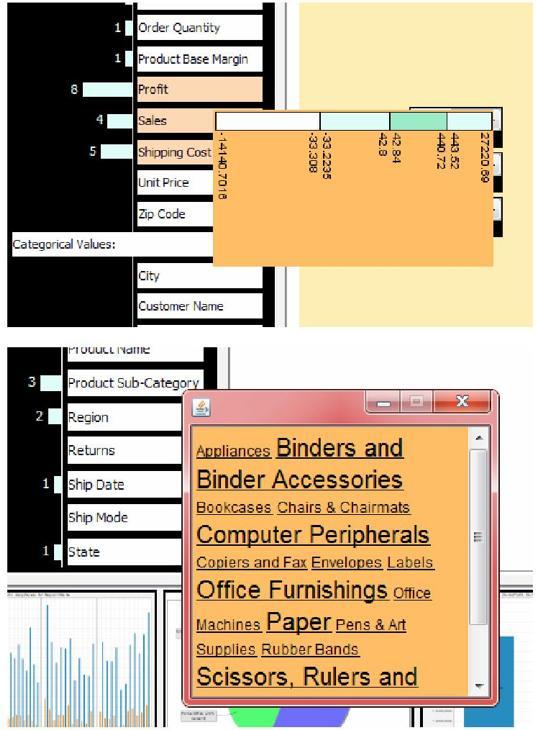 1 Order Quantity
1 Product Base Margin
8 Profit
4 Sales
5 Shipping Cost
Unit Price
Zip Code
Categorical Values:
City
Customer Name
-14140.7016
-33.308
-33.2235
42.8
42.84
440.72
443.52
27220.69
Product Name
3 Product Sub-Category
2 Region
Returns
1 Ship Date
Ship Mode
1 State
Appliances Binders and
Binder Accessories
Bookcases Chairs & Chairmats
Computer Peripherals
Copiers and Fax Envelopes Labels
Office Furnishings Office
Machines Paper Pens & Art
Supplies Rubber Bands
Scissors, Rulers and